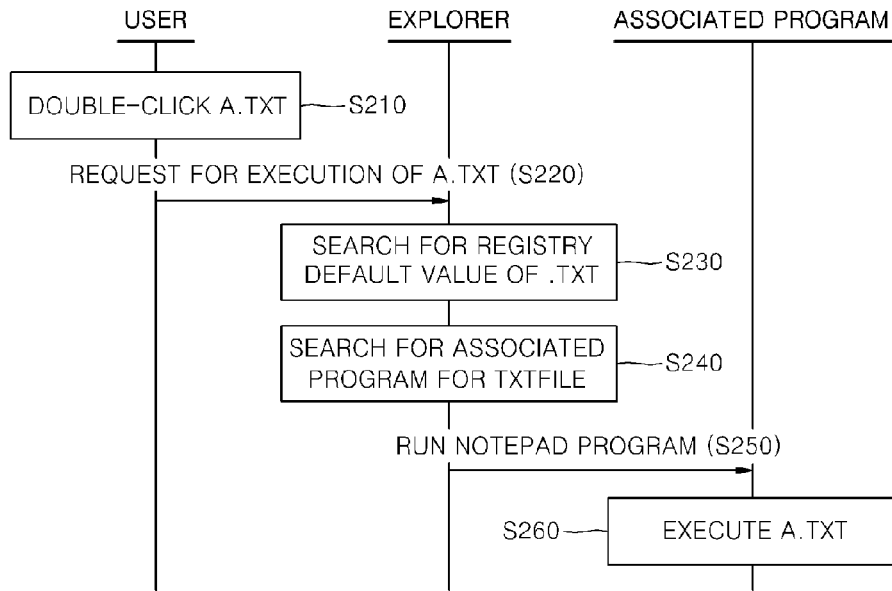 USER
EXPLORER
ASSOCIATED PROGRAM
DOUBLE-CLICK A.TXT
S210
REQUEST FOR EXECUTION OF A.TXT (S220)
SEARCH FOR REGISTRY
DEFAULT VALUE OF .TXT
S230
SEARCH FOR ASSOCIATED
PROGRAM FOR TXTFILE
S240
RUN NOTEPAD PROGRAM (S250)
S260
EXECUTE A.TXT